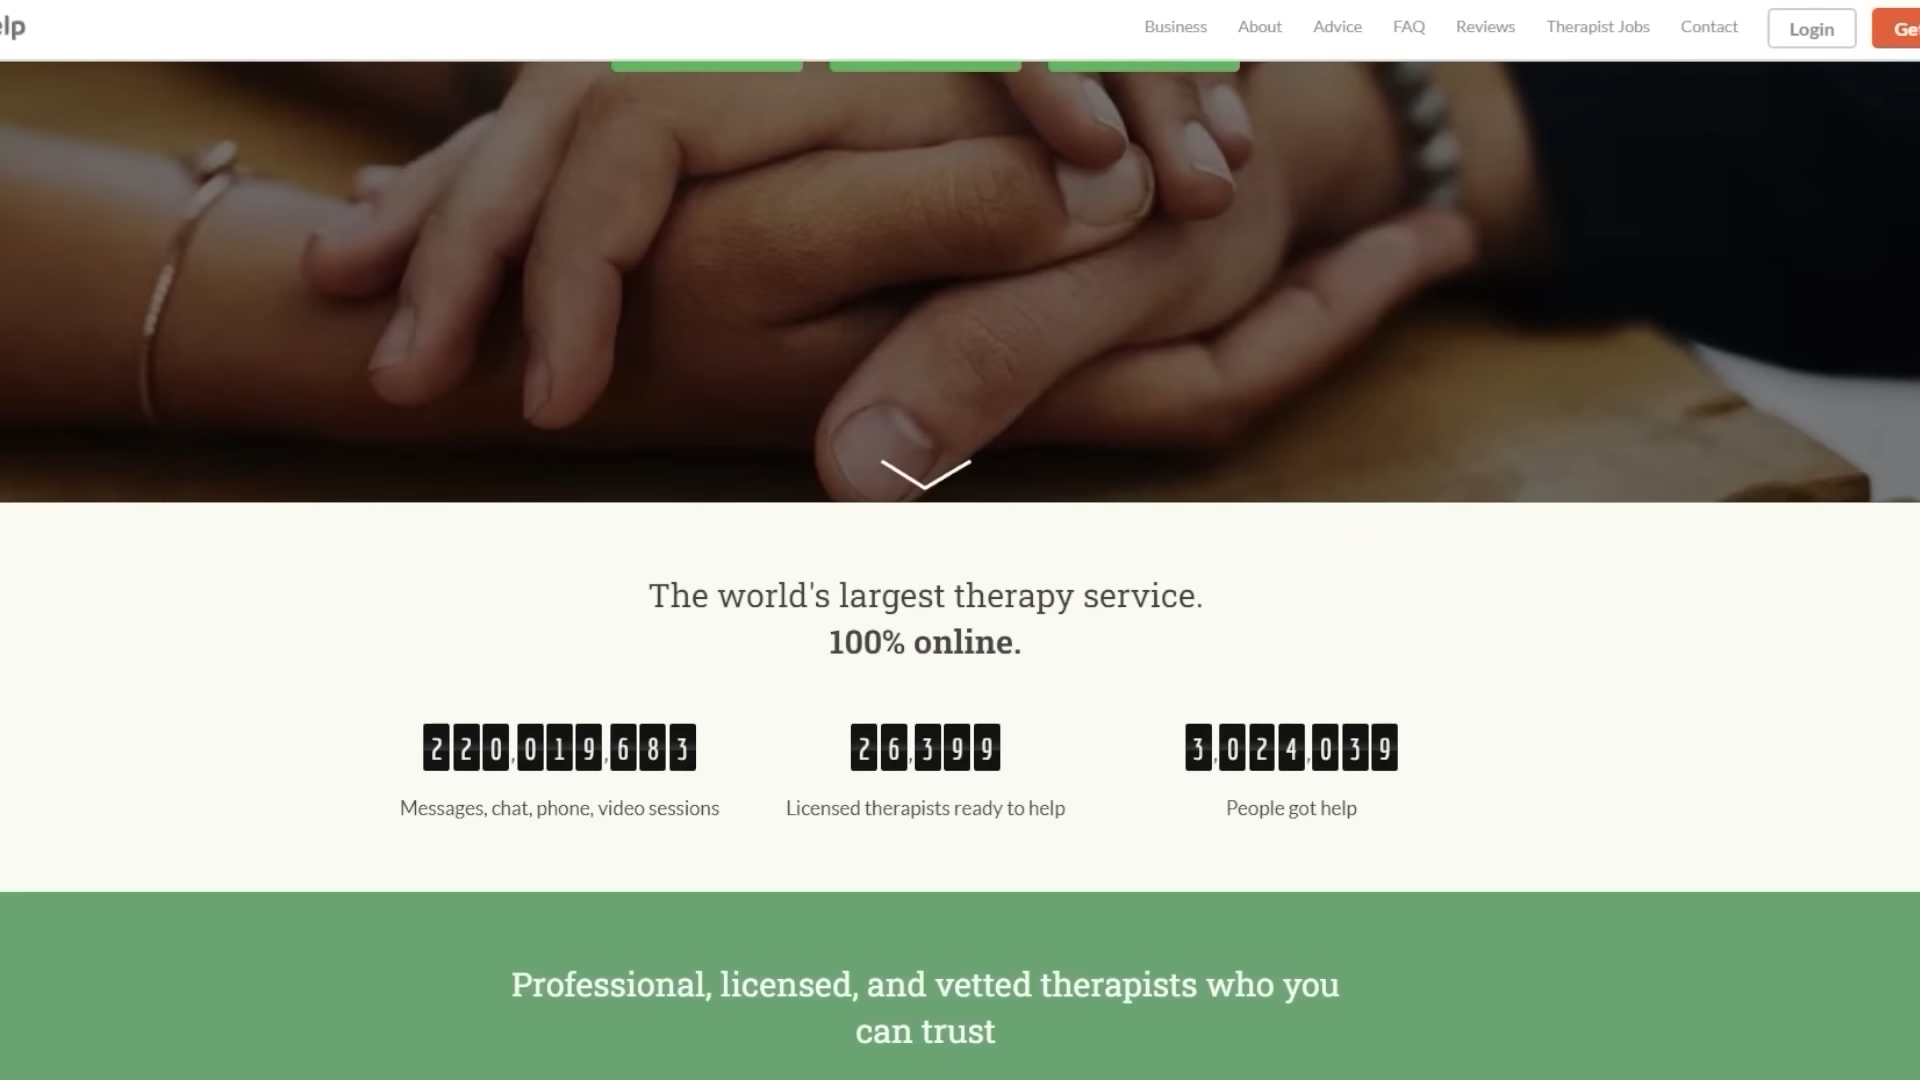 elp
Business About Advice FAQ Reviews Therapist Jobs Contact Login Get
The world's largest therapy service.
100% online.
220,019,683 26,399 3,024,039
Messages, chat, phone, video sessions Licensed therapists ready to help People got help
Professional, licensed, and vetted therapists who you
can trust